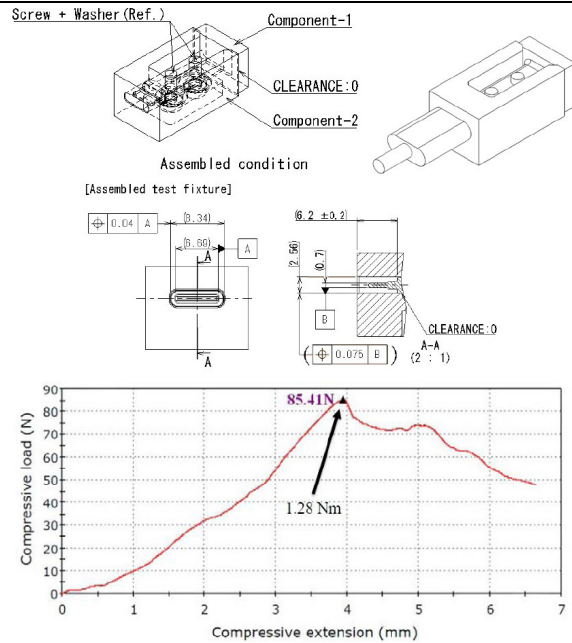 Screw + Washer(Ref.)
Component-1
CLEARANCE:0
Component-2
Assembled condition
[Assembled test fixture]
0.04 A
(8.34)
(6.69)
A
A
A
(6.2 ±0.2)
(2.56)
(0.7)
B
CLEARANCE:0
A-A
(2 : 1)
( 0.075 B )
Compressive load (N)
90
80
70
60
50
40
30
20
10
0
85.41N
1.28 Nm
0 1 2 3 4 5 6 7
Compressive extension (mm)